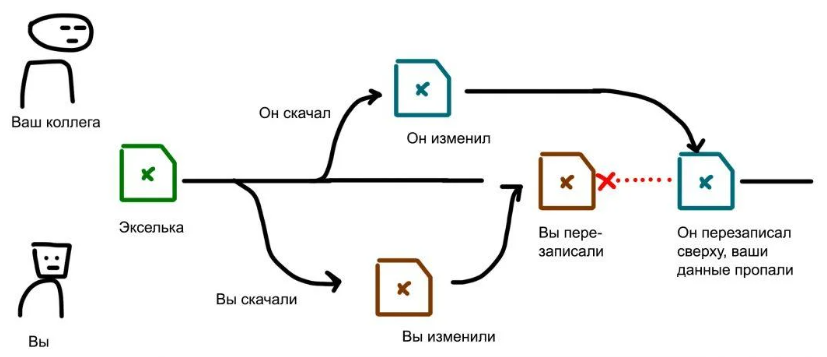 Ваш коллега
Он скачал
Он изменил
Экселька
Вы пере-
записали
Он перезаписал
сверху, ваши
данные пропали
Вы скачали
Вы изменили
Вы